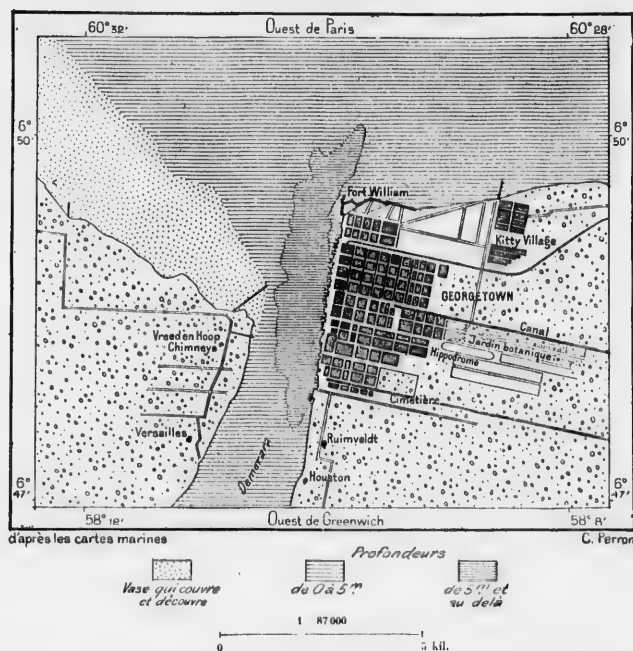 60° 32'
Ouest de Paris
60° 28'
6°
50'
6°
50'
Fort William
Kitty Village
GEORGETOWN
Canal
Jardin botanique
Hippodrome
Cimetière
Vreed en Hoop
Chimneys
Versailles
Ruimveldt
Demerara
Houston
6°
47'
6°
47'
58° 12'
Ouest de Greenwich
58° 8'
d'après les cartes marines
C. Perron
Profondeurs
Vase qui couvre
et découvre
de 0 à 5 m.
de 5 m. et
au delà
1 87 000
0
kil.